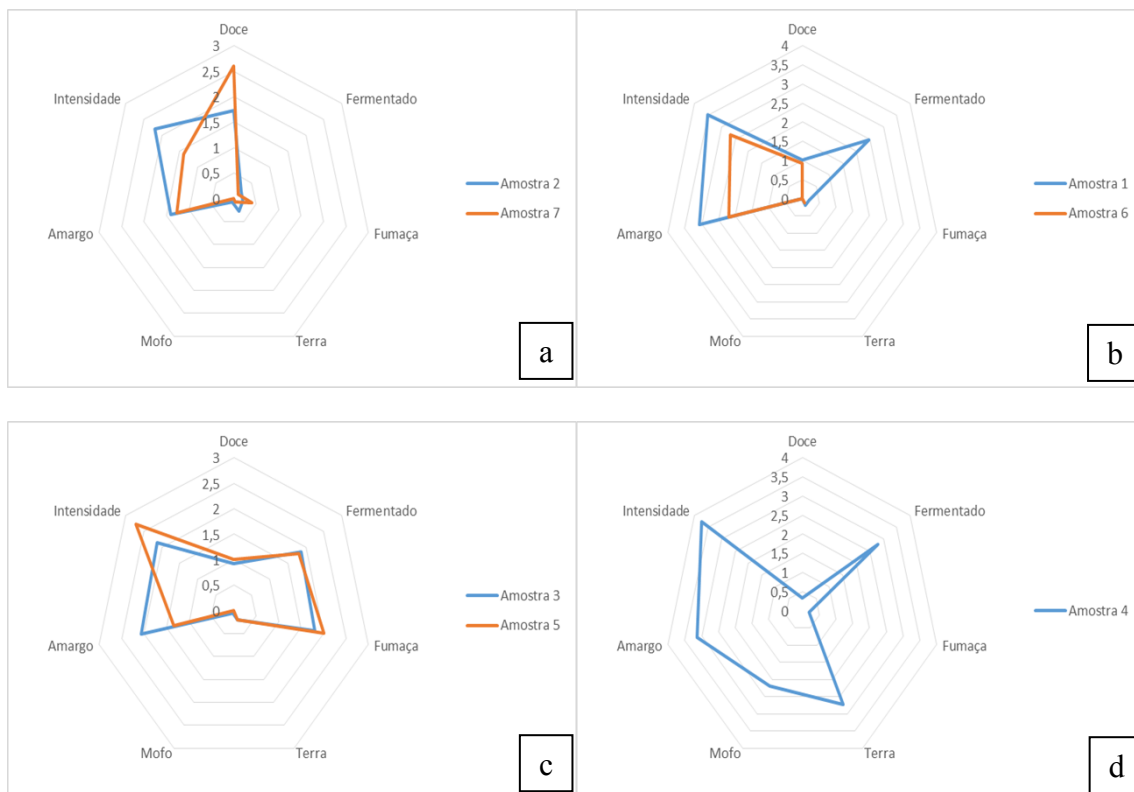 Doce
3
2,5
2
1,5
1
0,5
0
Intensidade
Fermentado
Amargo
Fumaça
Mofo
Terra
Amostra 2
Amostra 7
a
Doce
4
3,5
3
2,5
2
1,5
1
0,5
0
Intensidade
Fermentado
Amargo
Fumaça
Mofo
Terra
Amostra 1
Amostra 6
b
Doce
3
2,5
2
1,5
1
0,5
0
Intensidade
Fermentado
Amargo
Fumaça
Mofo
Terra
Amostra 3
Amostra 5
c
Doce
4
3,5
3
2,5
2
1,5
1
0,5
0
Intensidade
Fermentado
Amargo
Fumaça
Mofo
Terra
Amostra 4
d